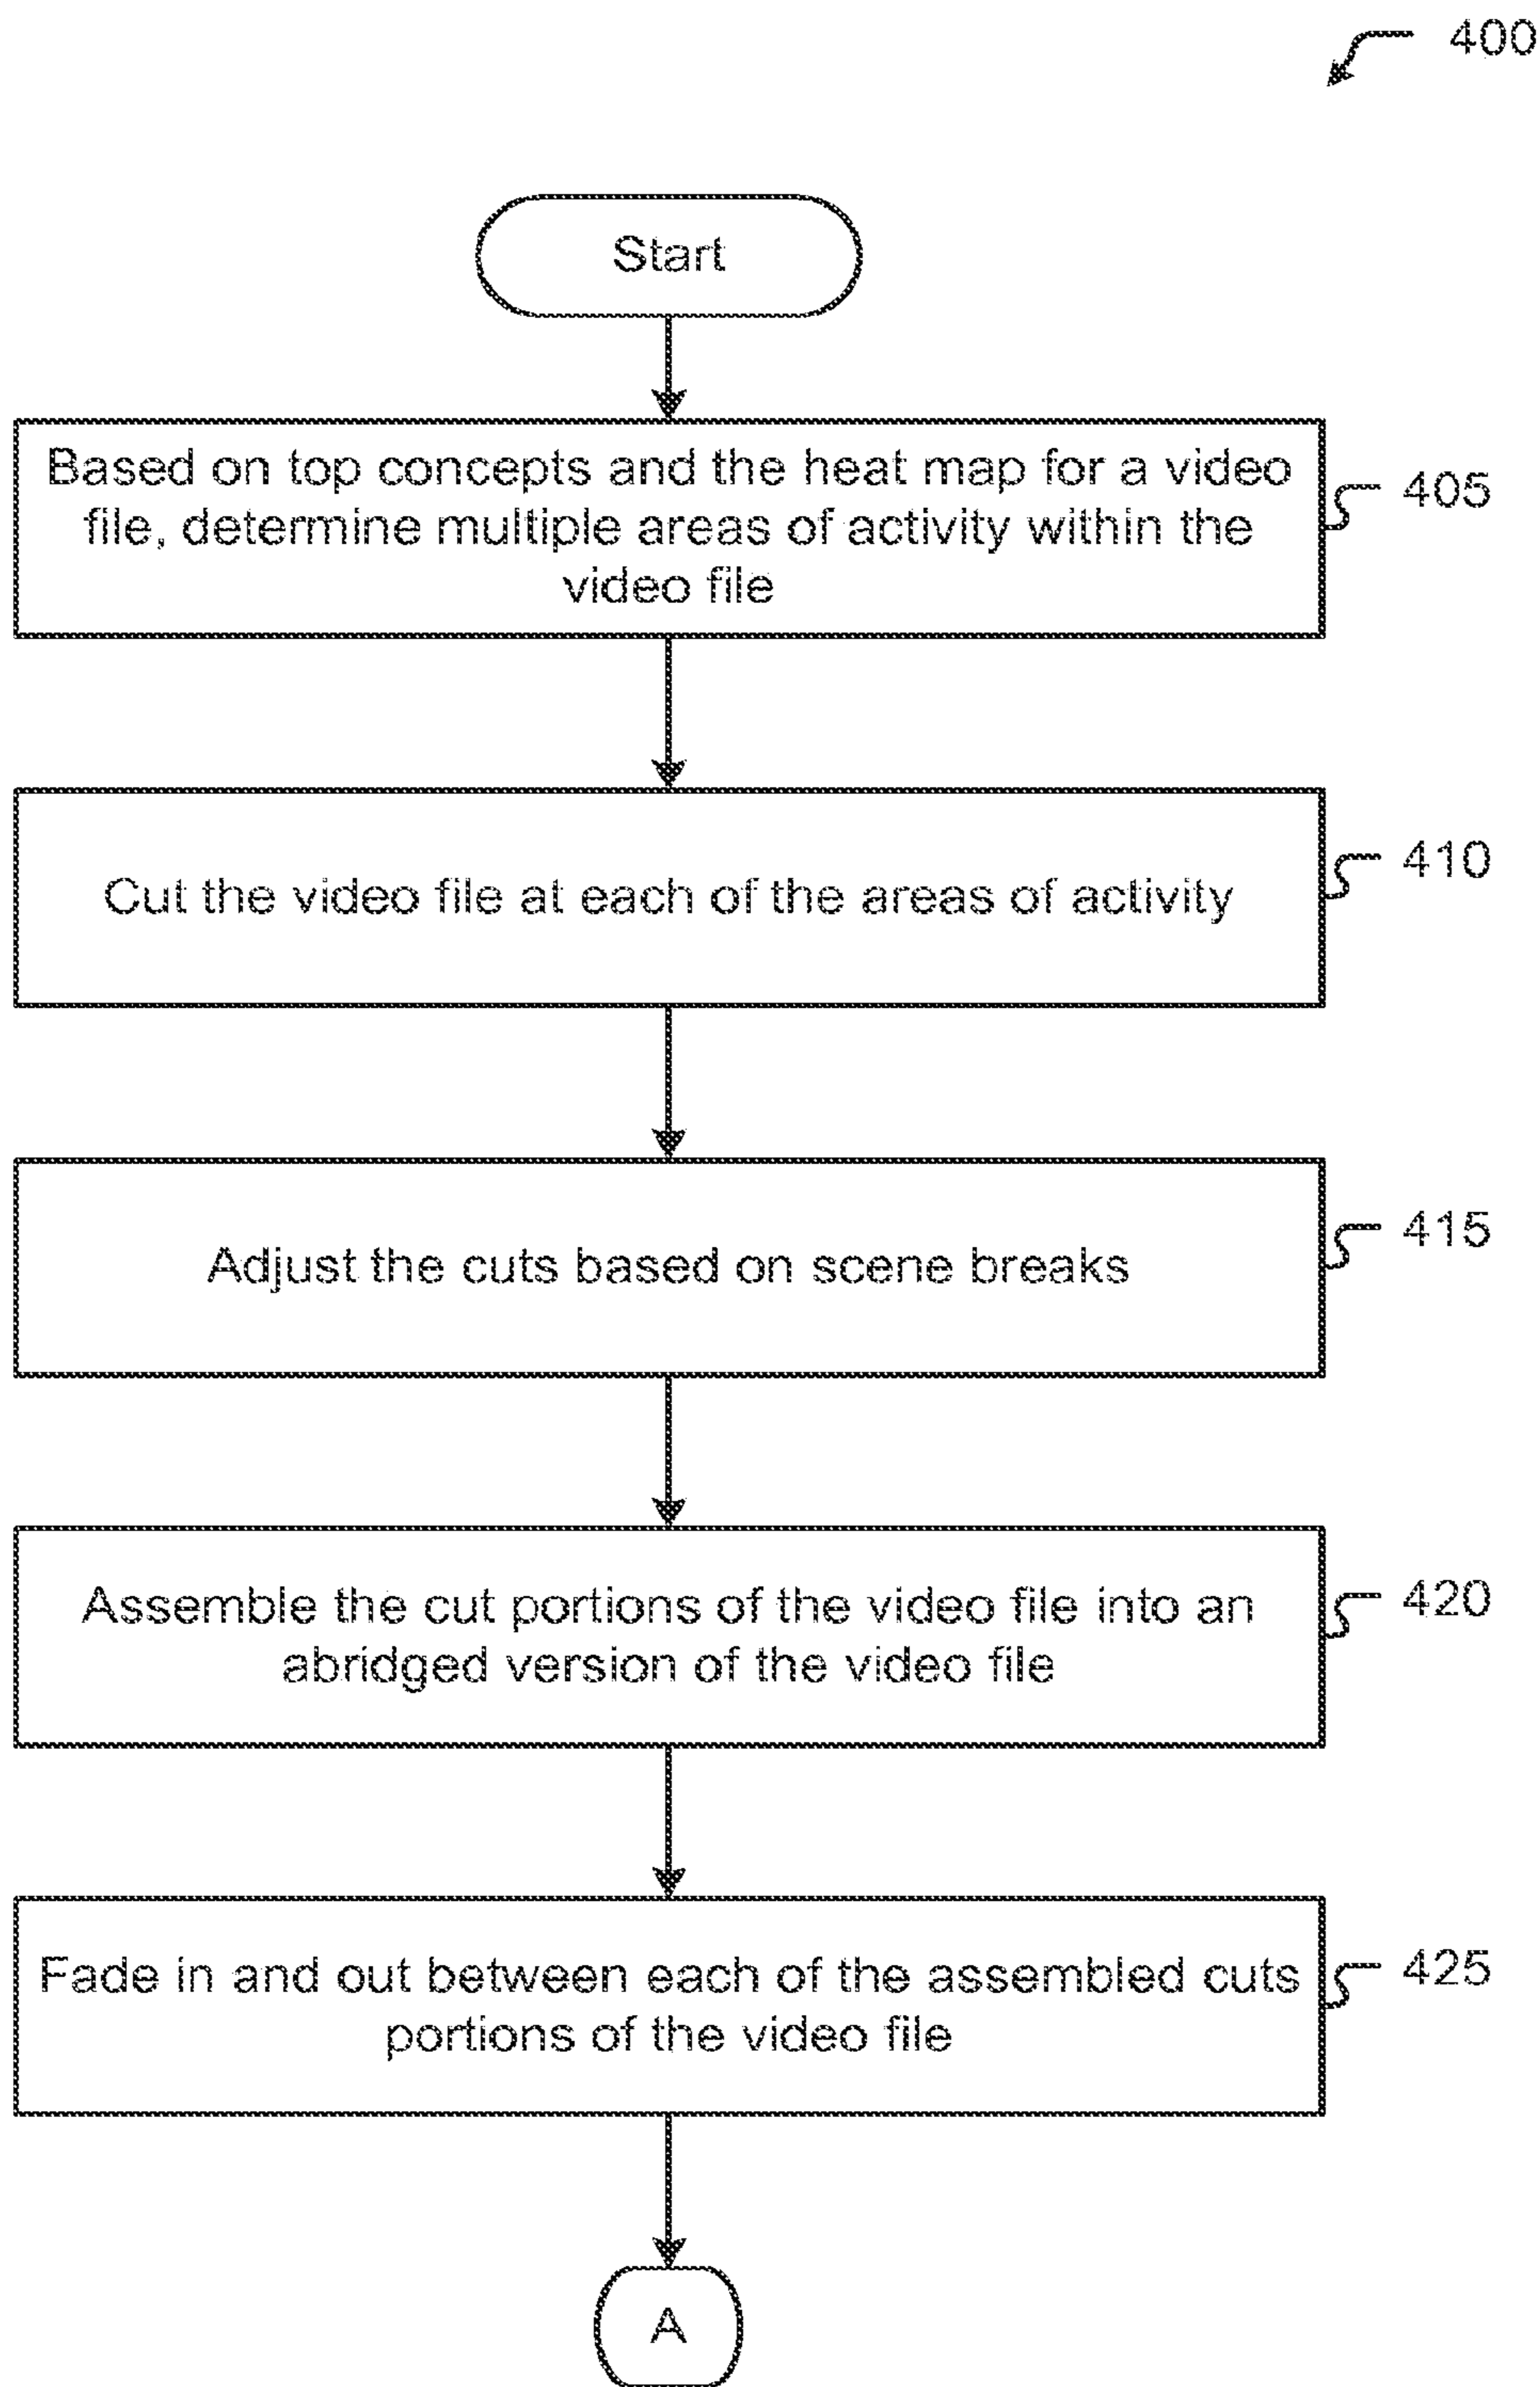 400
Start
Based on top concepts and the heat map for a video
file, determine multiple areas of activity within the
video file
405
Cut the video file at each of the areas of activity
410
Adjust the cuts based on scene breaks
415
Assemble the cut portions of the video file into an
abridged version of the video file
420
Fade in and out between each of the assembled cuts
portions of the video file
425
A